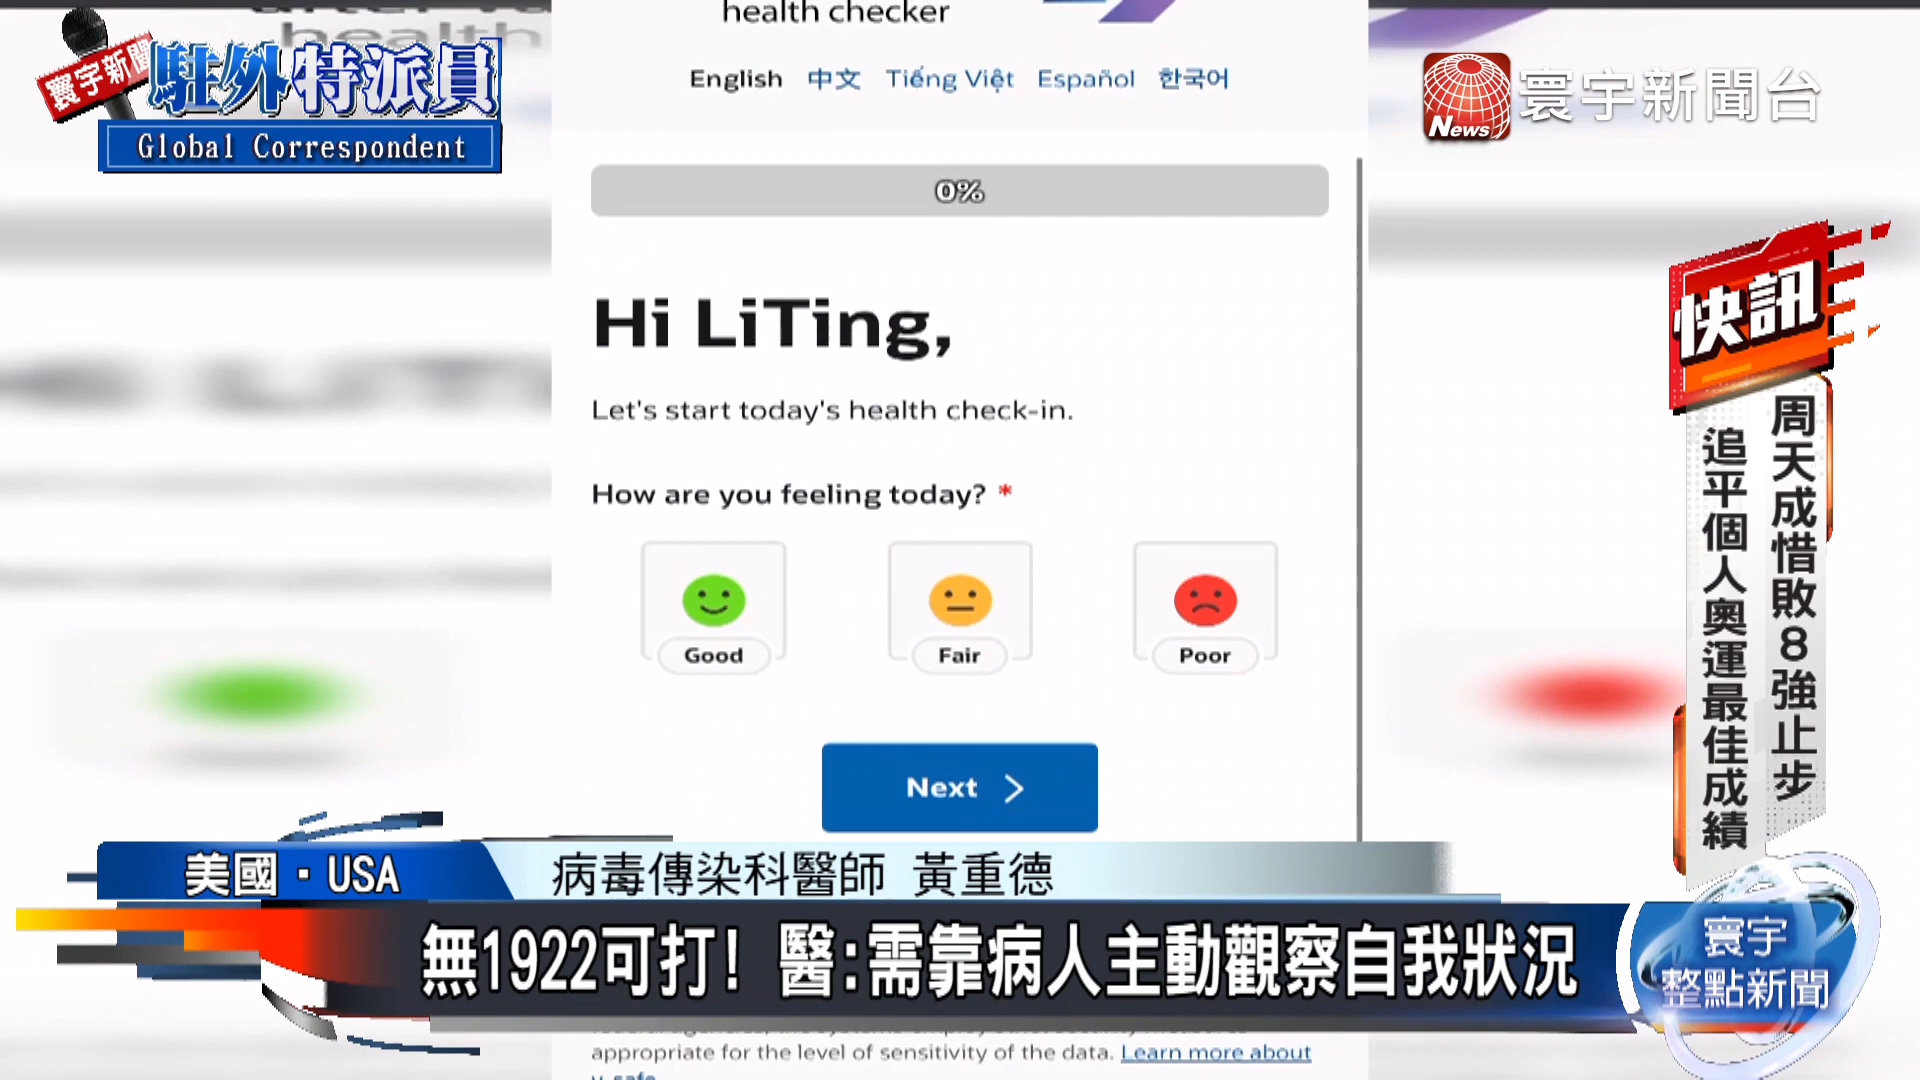 health checker
寰宇新聞
駐外特派員
Global Correspondent
English 中文 Tiếng Việt Español 한국어
News
寰宇新聞台
0%
Hi LiTing,
Let's start today's health check-in.
How are you feeling today? *
Good
Fair
Poor
Next
快訊
周天成惜敗8強止步
追平個人奧運最佳成績
美國·USA
病毒傳染科醫師 黃重德
無1922可打! 醫:需靠病人主動觀察自我狀況
寰宇
整點新聞
appropriate for the level of sensitivity of the data. Learn more about